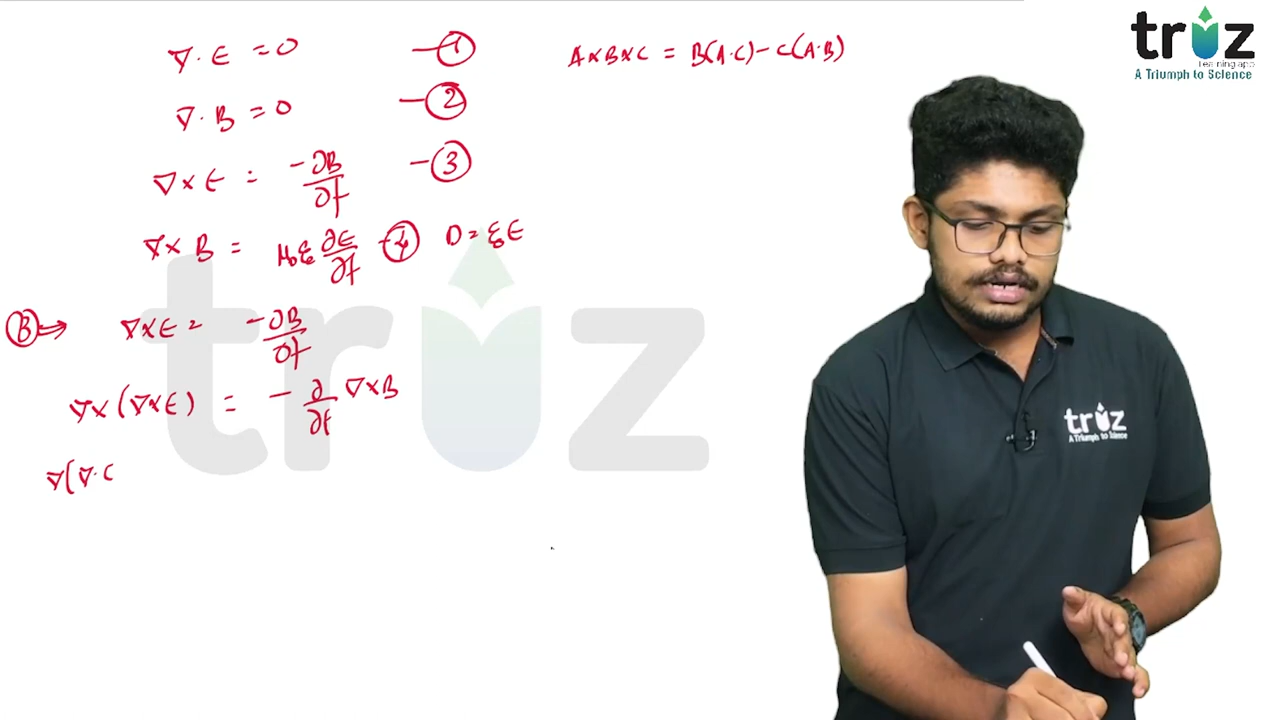 ∇·E = 0 — ①
∇·B = 0 — ②
∇×E = -∂B/∂t — ③
∇×B = μ₀ε₀ ∂E/∂t — ④ D = ε₀E
③ ⇒ ∇×E = -∂B/∂t
∇×(∇×E) = - ∂/∂t ∇×B
∇(∇·(
A×B×C = B(A·C) - C(A·B)
truz
Learning app
A Triumph to Science
truz
truz
A Triumph to Science